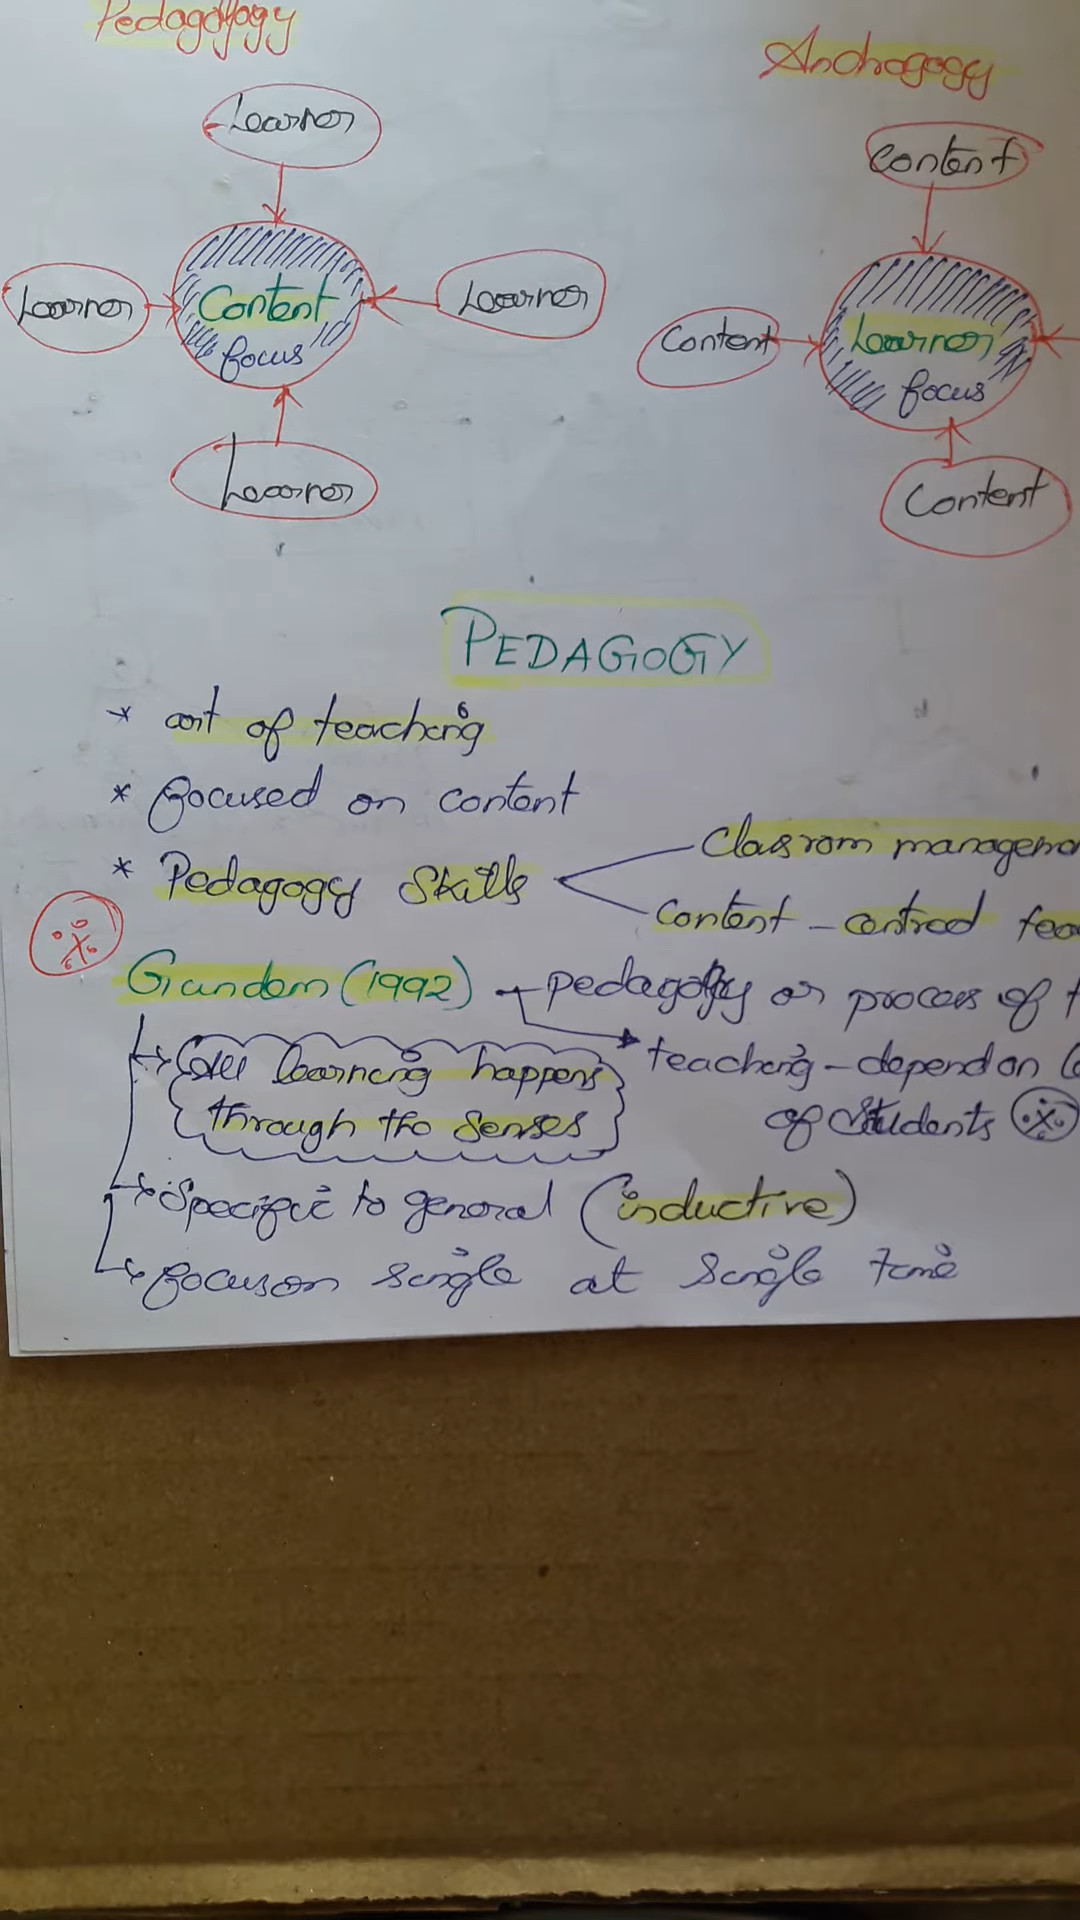 Pedagogy
Andragogy
Learner
Content
Learner
Content
focus
Learner
Content
Learner
focus
Learner
Content
PEDAGOGY
* art of teaching
* focused on content
* Pedagogy skills
Classrom
Content - centred
Gundem (1992) → pedagogy or process of
teaching - depend on
of students
→ all learning happens
through the senses
→ specific to general (inductive)
→ focus on single at single time